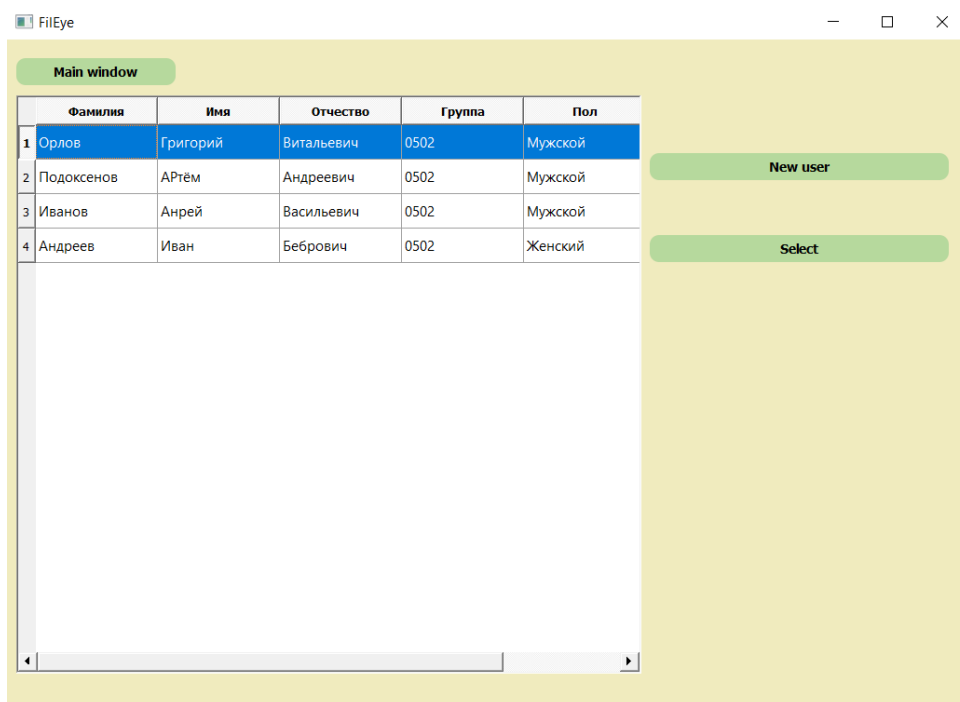 FilEye
Main window
Фамилия Имя Отчество Группа Пол
1 Орлов Григорий Витальевич 0502 Мужской
New user
2 Подоксенов АРтём Андреевич 0502 Мужской
3 Иванов Анрей Васильевич 0502 Мужской
4 Андреев Иван Бебрович 0502 Женский
Select